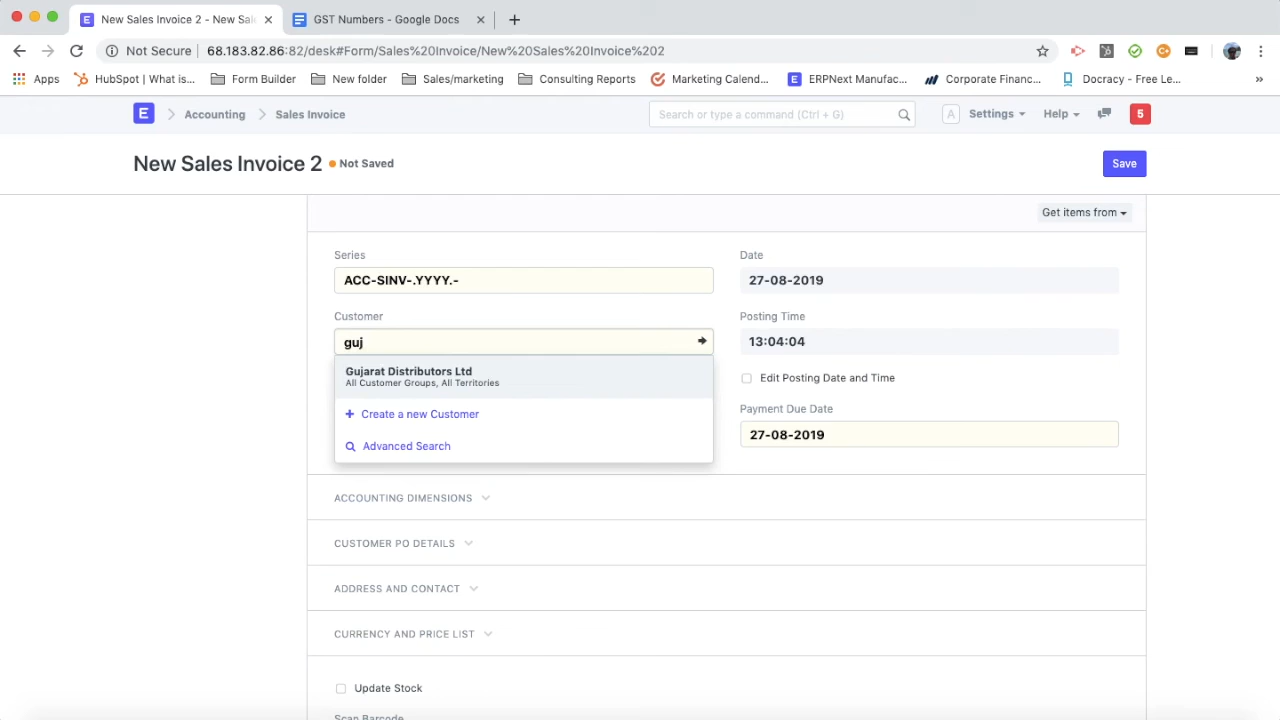 New Sales Invoice 2 - New Sal
GST Numbers - Google Docs
Not Secure
68.183.82.86:82/desk#Form/Sales%20Invoice/New%20Sales%20Invoice%202
Apps
HubSpot | What is...
Form Builder
New folder
Sales/marketing
Consulting Reports
Marketing Calend...
ERPNext Manufac...
Corporate Financ...
Docracy - Free Le...
»
E
Accounting
Sales Invoice
Search or type a command (Ctrl + G)
A
Settings
Help
5
New Sales Invoice 2
Not Saved
Save
Get items from
Series
Date
ACC-SINV-.YYYY.-
27-08-2019
Customer
Posting Time
guj
13:04:04
Gujarat Distributors Ltd
All Customer Groups, All Territories
Edit Posting Date and Time
Create a new Customer
Payment Due Date
27-08-2019
Advanced Search
ACCOUNTING DIMENSIONS
CUSTOMER PO DETAILS
ADDRESS AND CONTACT
CURRENCY AND PRICE LIST
Update Stock
Scan Barcode